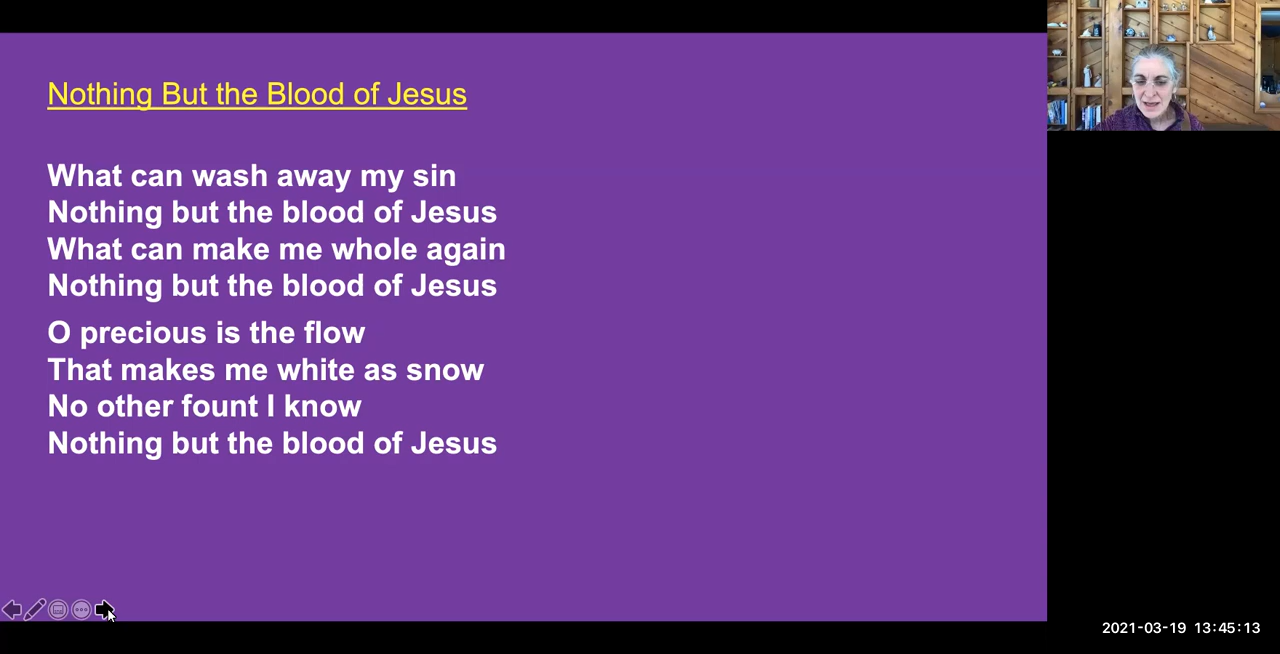 Nothing But the Blood of Jesus
What can wash away my sin
Nothing but the blood of Jesus
What can make me whole again
Nothing but the blood of Jesus
O precious is the flow
That makes me white as snow
No other fount I know
Nothing but the blood of Jesus
2021-03-19 13:45:13